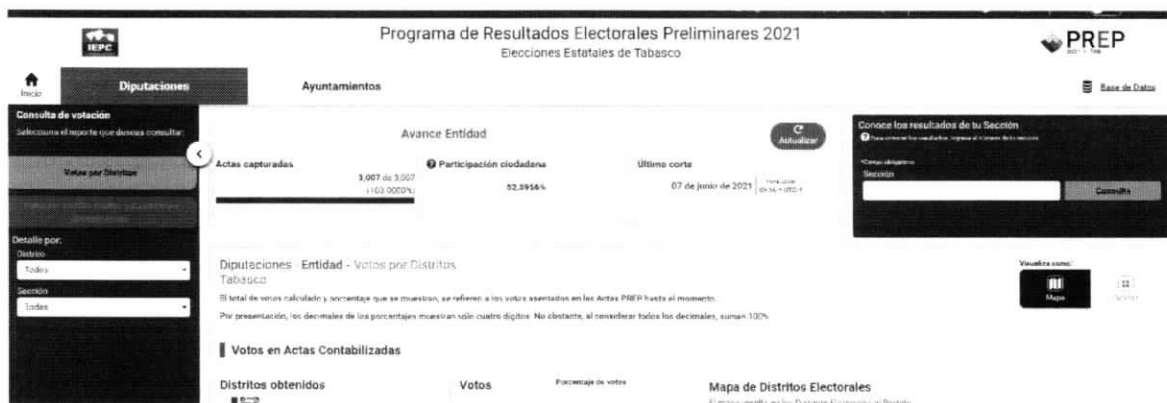 IEPC
Programa de Resultados Electorales Preliminares 2021
Elecciones Estatales de Tabasco
PREP
Inicio
Diputaciones
Ayuntamientos
Base de Datos
Consulta de votación
Selecciona el reporte que deseas consultar:
Votos por Distritos
Detalle por:
Distrito
Todos
Sección
Todas
Avance Entidad
Actualizar
Actas capturadas
3,007 de 3,007
Participación ciudadana
52.3956%
Último corte
07 de junio de 2021
Conoce los resultados de tu Sección
Sección
Consulta
Diputaciones - Entidad - Votos por Distritos
Tabasco
El total de votos calculado y porcentaje que se muestran, se refieren a los votos asentados en las Actas PREP hasta el momento.
Por presentación, los decimales de los porcentajes muestran sólo cuatro dígitos. No obstante, al considerar todos los decimales, suman 100%
Visualiza como:
Mapa
Votos en Actas Contabilizadas
Distritos obtenidos
Votos
Porcentaje de votos
Mapa de Distritos Electorales